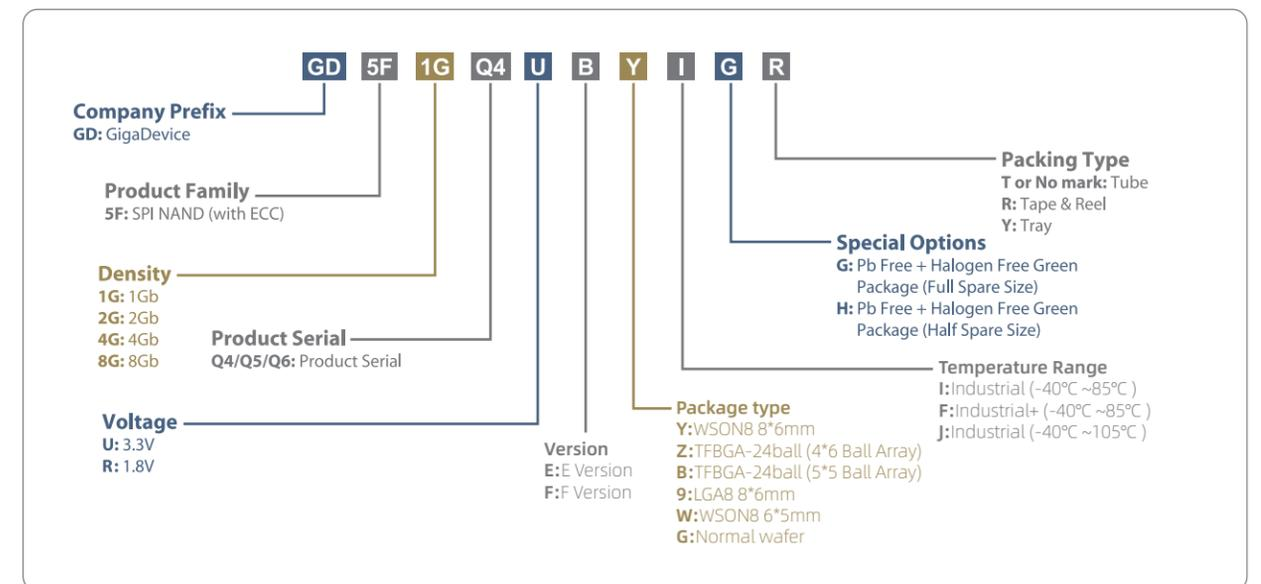 GD 5F 1G Q4 U B Y I G R
Company Prefix
GD: GigaDevice
Product Family
5F: SPI NAND (with ECC)
Density
1G: 1Gb
2G: 2Gb
4G: 4Gb
8G: 8Gb
Product Serial
Q4/Q5/Q6: Product Serial
Voltage
U: 3.3V
R: 1.8V
Version
E:E Version
F:F Version
Package type
Y:WSON8 8*6mm
Z:TFBGA-24ball (4*6 Ball Array)
B:TFBGA-24ball (5*5 Ball Array)
9:LGA8 8*6mm
W:WSON8 6*5mm
G:Normal wafer
Temperature Range
I:Industrial (-40℃ ~85℃ )
F:Industrial+ (-40℃ ~85℃ )
J:Industrial (-40℃ ~105℃ )
Special Options
G: Pb Free + Halogen Free Green
Package (Full Spare Size)
H: Pb Free + Halogen Free Green
Package (Half Spare Size)
Packing Type
T or No mark: Tube
R: Tape & Reel
Y: Tray